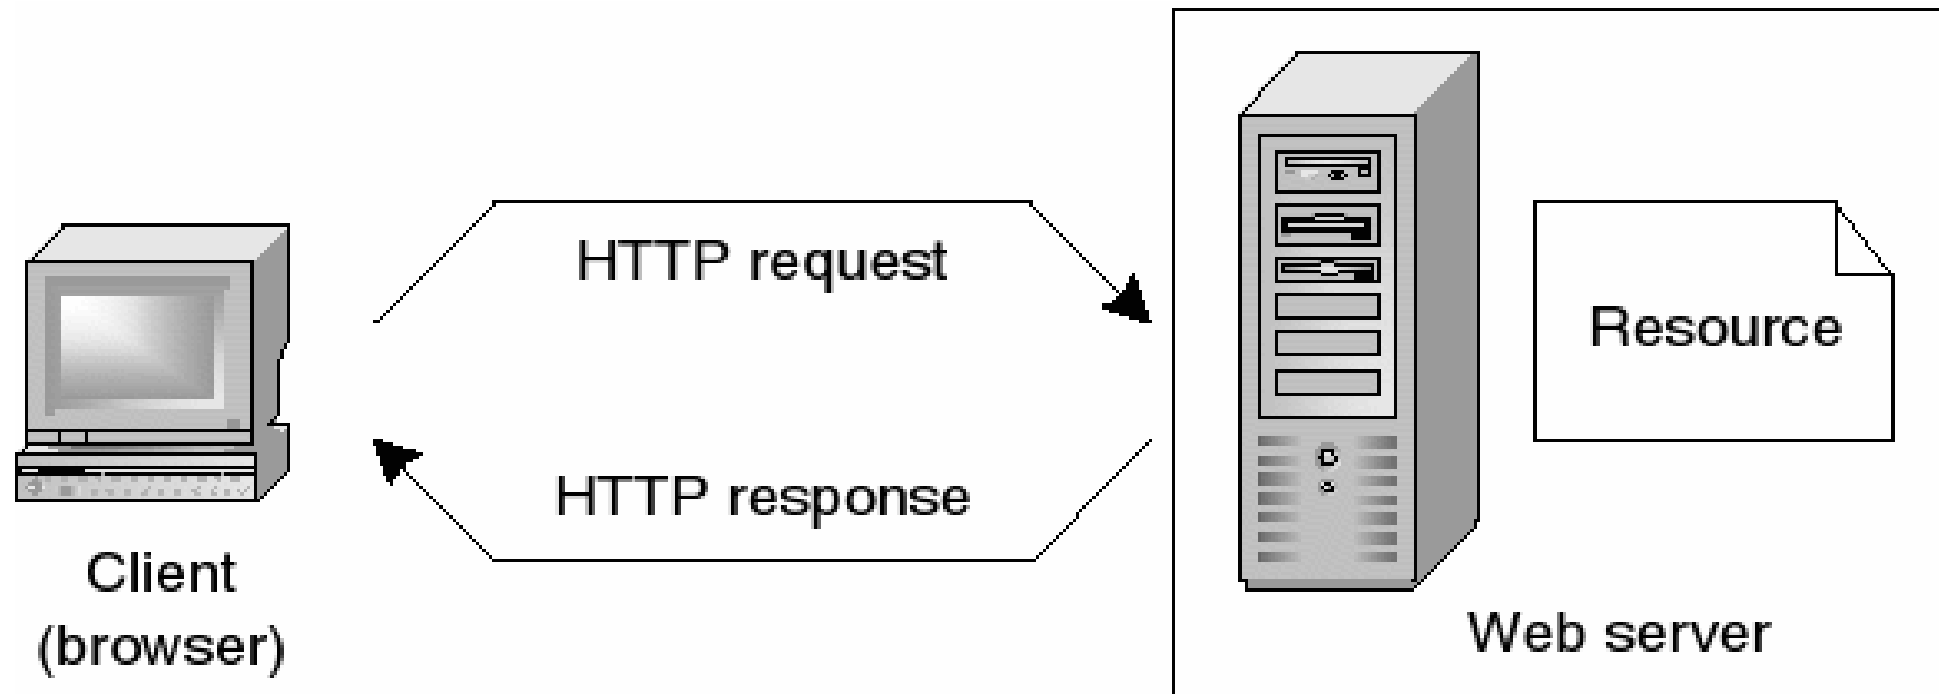 HTTP request
Resource
HTTP response
Client
(browser)
Web server